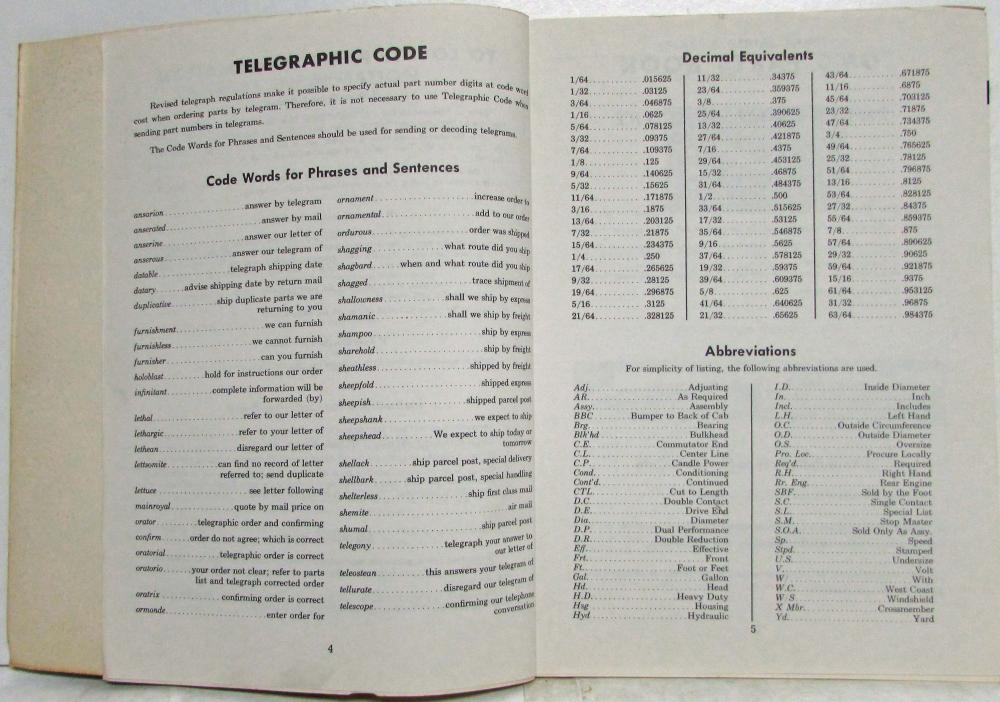 TELEGRAPHIC CODE
Revised telegraph regulations make it possible to specify actual part number digits at code word
cost when ordering parts by telegram. Therefore, it is not necessary to use Telegraphic Code when
sending part numbers in telegrams.
The Code Words for Phrases and Sentences should be used for sending or decoding telegrams.
Code Words for Phrases and Sentences
ansarion answer by telegram
anserated answer by mail
anserine answer our letter of
anserous answer our telegram of
datable telegraph shipping date
datary advise shipping date by return mail
duplicative ship duplicate parts we are
returning to you
furnishment we can furnish
furnishless we cannot furnish
furnisher can you furnish
holoblast hold for instructions our order
infinitant complete information will be
forwarded (by)
lethal refer to our letter of
lethargic refer to your letter of
lethean disregard our letter of
lettsomite can find no record of letter
referred to; send duplicate
lettuce see letter following
mainroyal quote by mail price on
orator telegraphic order and confirming
confirm order do not agree; which is correct
oratorial telegraphic order is correct
oratorio your order not clear; refer to parts
list and telegraph corrected order
oratrix confirming order is correct
ormonde enter order for
ornament increase order to
ornamental add to our order
ordurous order was shipped
shagging what route did you ship
shagbard when and what route did you ship
shagged trace shipment of
shallowness shall we ship by express
shamanic shall we ship by freight
shampoo ship by express
sharehold ship by freight
sheathless shipped by freight
sheepfold shipped express
sheepish shipped parcel post
sheepshank we expect to ship
sheepshead We expect to ship today or
tomorrow
shellack ship parcel post, special delivery
shellbark ship parcel post, special handling
shelterless ship first class mail
shemite air mail
shumal ship parcel post
telegony telegraph your answer to
our letter of
teleostean this answers your telegram of
tellurate disregard our telegram of
telescope confirming our telephone
conversation
4
Decimal Equivalents
1/64 .015625
1/32 .03125
3/64 .046875
1/16 .0625
5/64 .078125
3/32 .09375
7/64 .109375
1/8 .125
9/64 .140625
5/32 .15625
11/64 .171875
3/16 .1875
13/64 .203125
7/32 .21875
15/64 .234375
1/4 .250
17/64 .265625
9/32 .28125
19/64 .296875
5/16 .3125
21/64 .328125
11/32 .34375
23/64 .359375
3/8 .375
25/64 .390625
13/32 .40625
27/64 .421875
7/16 .4375
29/64 .453125
15/32 .46875
31/64 .484375
1/2 .500
33/64 .515625
17/32 .53125
35/64 .546875
9/16 .5625
37/64 .578125
19/32 .59375
39/64 .609375
5/8 .625
41/64 .640625
21/32 .65625
43/64 .671875
11/16 .6875
45/64 .703125
23/32 .71875
47/64 .734375
3/4 .750
49/64 .765625
25/32 .78125
51/64 .796875
13/16 .8125
53/64 .828125
27/32 .84375
55/64 .859375
7/8 .875
57/64 .890625
29/32 .90625
59/64 .921875
15/16 .9375
61/64 .953125
31/32 .96875
63/64 .984375
Abbreviations
For simplicity of listing, the following abbreviations are used.
Adj. Adjusting
AR. As Required
Assy. Assembly
BBC Bumper to Back of Cab
Brg. Bearing
Blk'hd Bulkhead
C.E. Commutator End
C.L. Center Line
C.P. Candle Power
Cond. Conditioning
Cont'd. Continued
CTL. Cut to Length
D.C. Double Contact
D.E. Drive End
Dia. Diameter
D.P. Dual Performance
D.R. Double Reduction
Eff. Effective
Frt. Front
Ft. Foot or Feet
Gal. Gallon
Hd. Head
H.D. Heavy Duty
Hsg Housing
Hyd Hydraulic
I.D. Inside Diameter
In. Inch
Incl. Includes
L.H. Left Hand
O.C. Outside Circumference
O.D. Outside Diameter
O.S. Oversize
Pro. Loc. Procure Locally
Req'd. Required
R.H. Right Hand
Rr. Eng. Rear Engine
SBF. Sold by the Foot
S.C. Single Contact
S.L. Special List
S.M. Stop Master
S.O.A. Sold Only As Assy.
Sp. Speed
Stpd. Stamped
U.S. Undersize
V. Volt
W/ With
W.C. West Coast
W/S Windshield
X Mbr. Crossmember
Yd. Yard
5